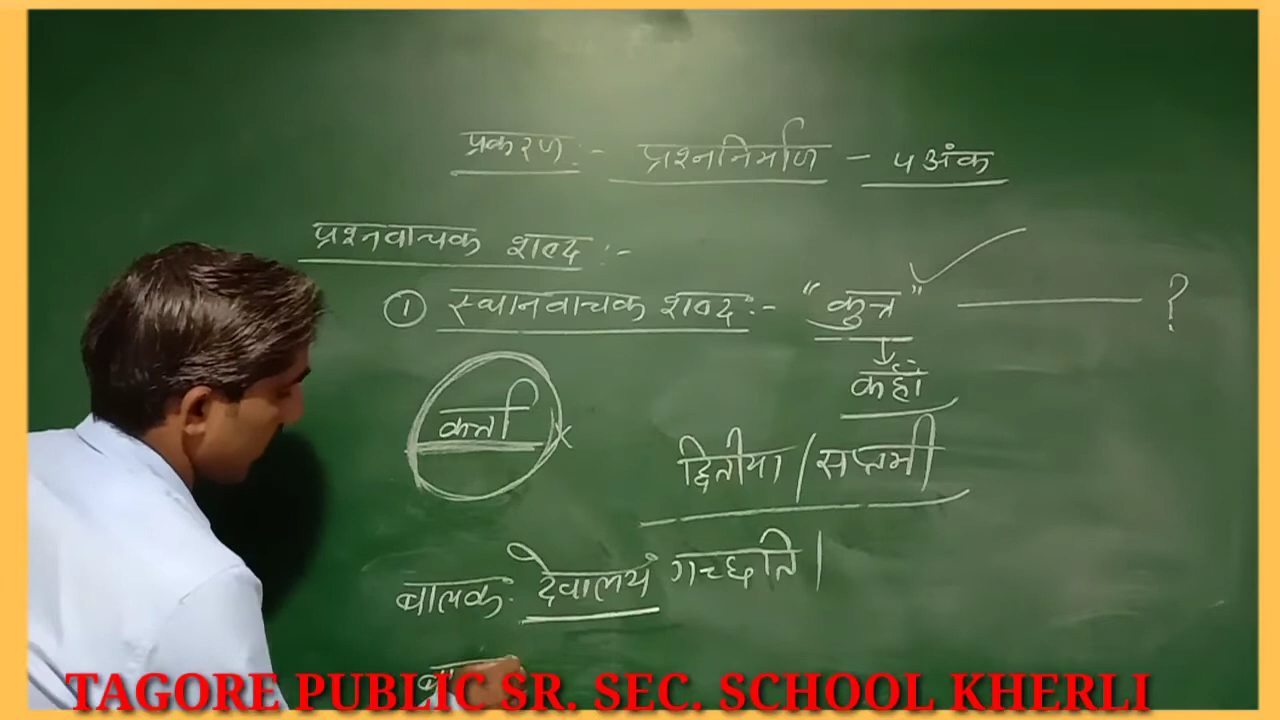 प्रकरण :- प्रश्ननिर्माण - ५ अंक
प्रश्नवाचक शब्द :-
① स्थानवाचक शब्द :- "कुत्र" ——— ?
कहाँ
कर्त्ता ×
द्वितीया / सप्तमी
बालकः देवालयं गच्छति |
TAGORE PUBLIC SR. SEC. SCHOOL KHERLI